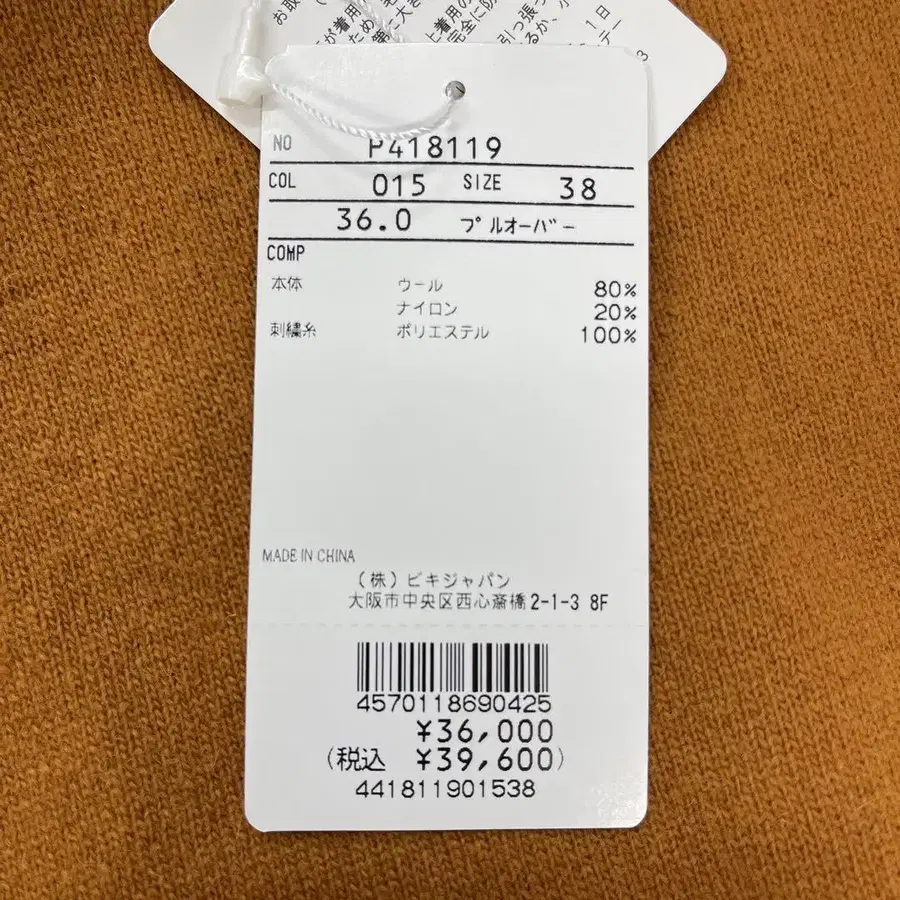 NO P418119
COL 015 SIZE 38
36.0 プルオーバー
COMP
本体 ウール 80%
ナイロン 20%
刺繍糸 ポリエステル 100%
MADE IN CHINA
(株)ビキジャパン
大阪市中央区西心斎橋2-1-3 8F
4570118690425
¥36,000
(税込 ¥39,600)
441811901538